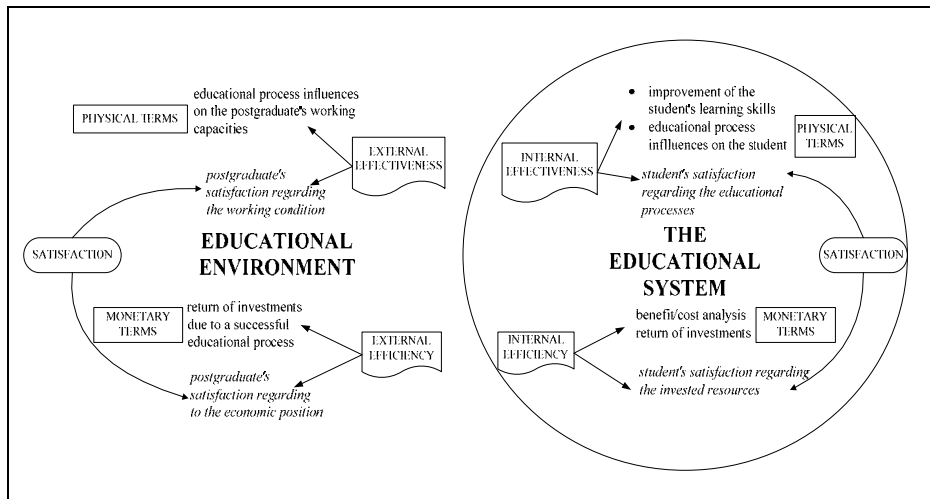 educational process influences
on the postgraduate's working
capacities
PHYSICAL TERMS
EXTERNAL
EFFECTIVENESS
postgraduate's
satisfaction regarding
the working condition
SATISFACTION
EDUCATIONAL
ENVIRONMENT
MONETARY
TERMS
return of investments
due to a successful
educational process
EXTERNAL
EFFICIENCY
postgraduate's
satisfaction regarding
to the economic position
• improvement of the
student's learning skills
• educational process
inffluences on the student
PHYSICAL
TERMS
INTERNAL
EFFECTIVENESS
student's satisfaction
regarding the educational
processes
THE
EDUCATIONAL
SYSTEM
SATISFACTION
benefit/cost analysis
return of investments
MONETARY
TERMS
INTERNAL
EFFICIENCY
student's satisfaction regarding
the invested resources